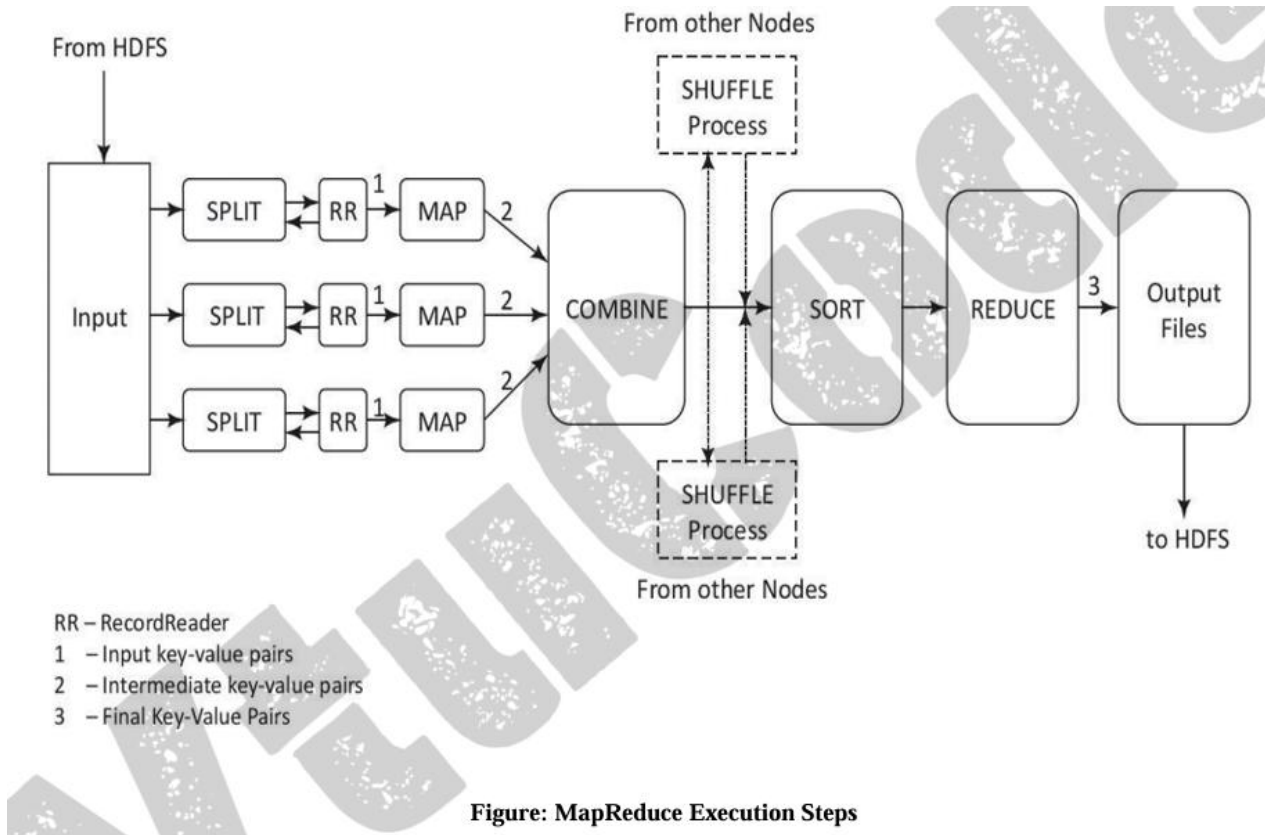 From HDFS
From other Nodes
SHUFFLE
Process
Input
SPLIT
RR
1
MAP
2
SPLIT
RR
1
MAP
2
SPLIT
RR
1
MAP
2
COMBINE
SORT
REDUCE
3
Output
Files
SHUFFLE
Process
From other Nodes
to HDFS
RR – RecordReader
1 – Input key-value pairs
2 – Intermediate key-value pairs
3 – Final Key-Value Pairs
Figure: MapReduce Execution Steps